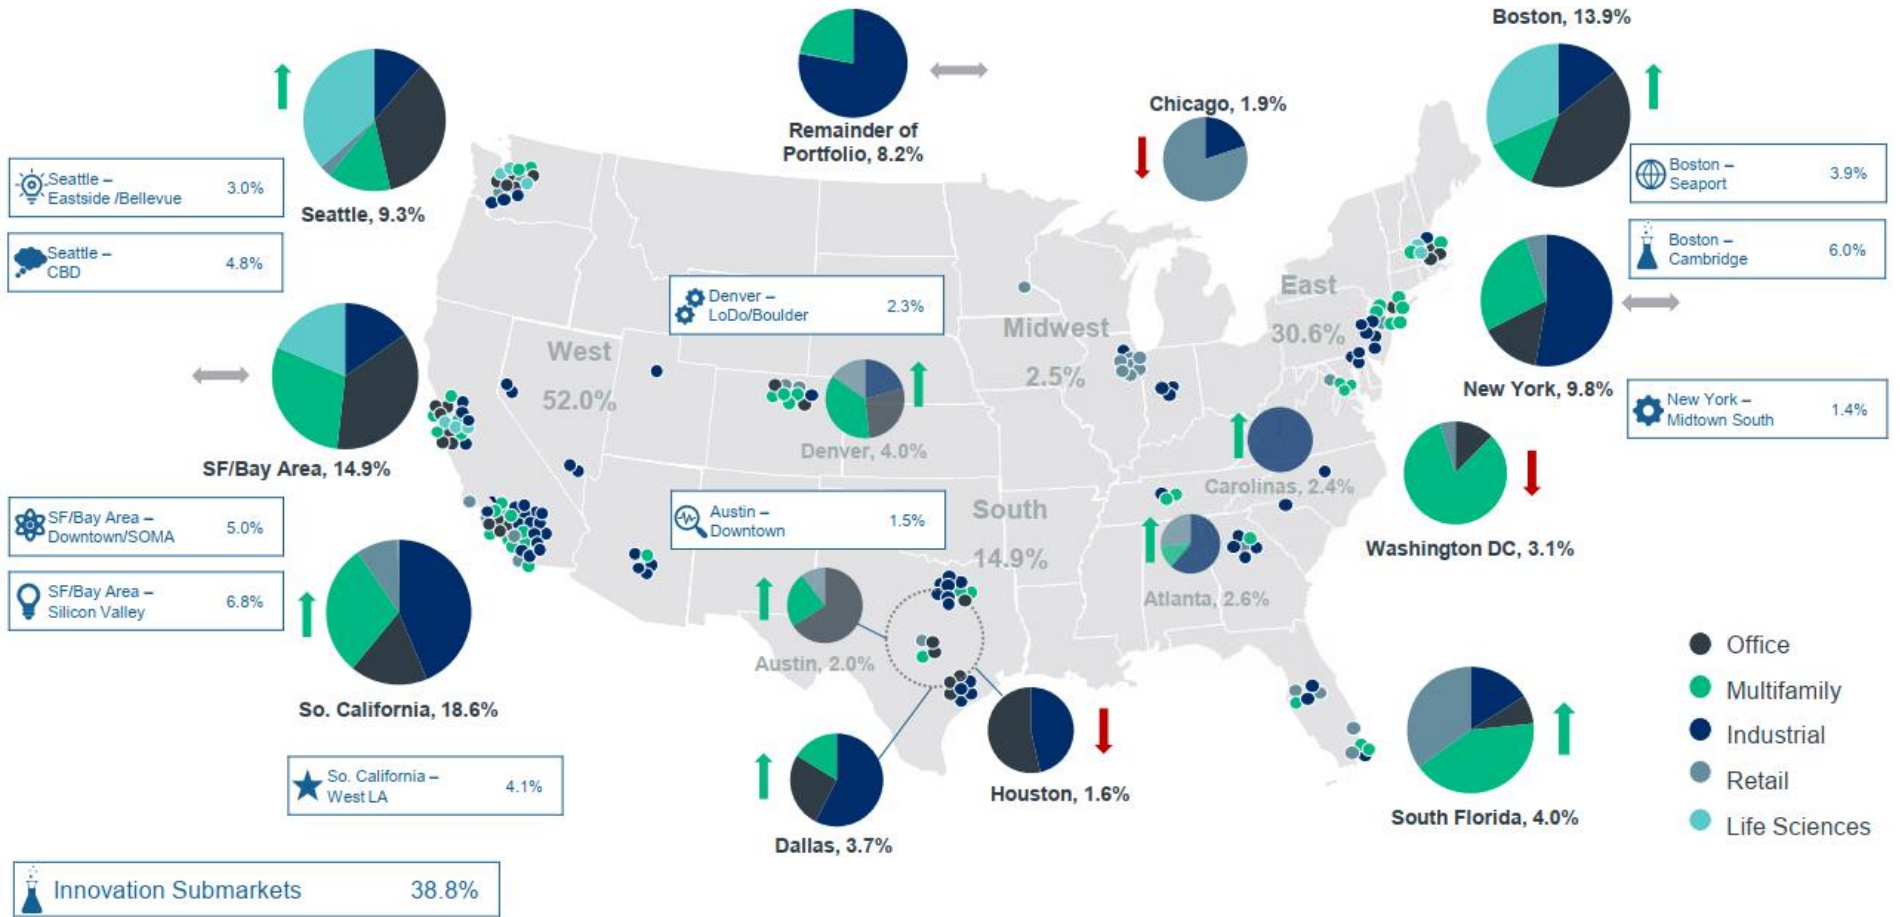 Boston, 13.9%
Chicago, 1.9%
Remainder of
Portfolio, 8.2%
Seattle –
Eastside /Bellevue
3.0%
Seattle, 9.3%
Seattle –
CBD
4.8%
Boston –
Seaport
3.9%
Boston –
Cambridge
6.0%
Denver –
LoDo/Boulder
2.3%
East
30.6%
Midwest
2.5%
West
52.0%
New York, 9.8%
New York –
Midtown South
1.4%
Denver, 4.0%
SF/Bay Area, 14.9%
Carolinas, 2.4%
SF/Bay Area –
Downtown/SOMA
5.0%
Austin –
Downtown
1.5%
South
14.9%
Washington DC, 3.1%
SF/Bay Area –
Silicon Valley
6.8%
Atlanta, 2.6%
Austin, 2.0%
So. California, 18.6%
Office
Multifamily
Industrial
Retail
Life Sciences
So. California –
West LA
4.1%
Houston, 1.6%
Dallas, 3.7%
South Florida, 4.0%
Innovation Submarkets
38.8%